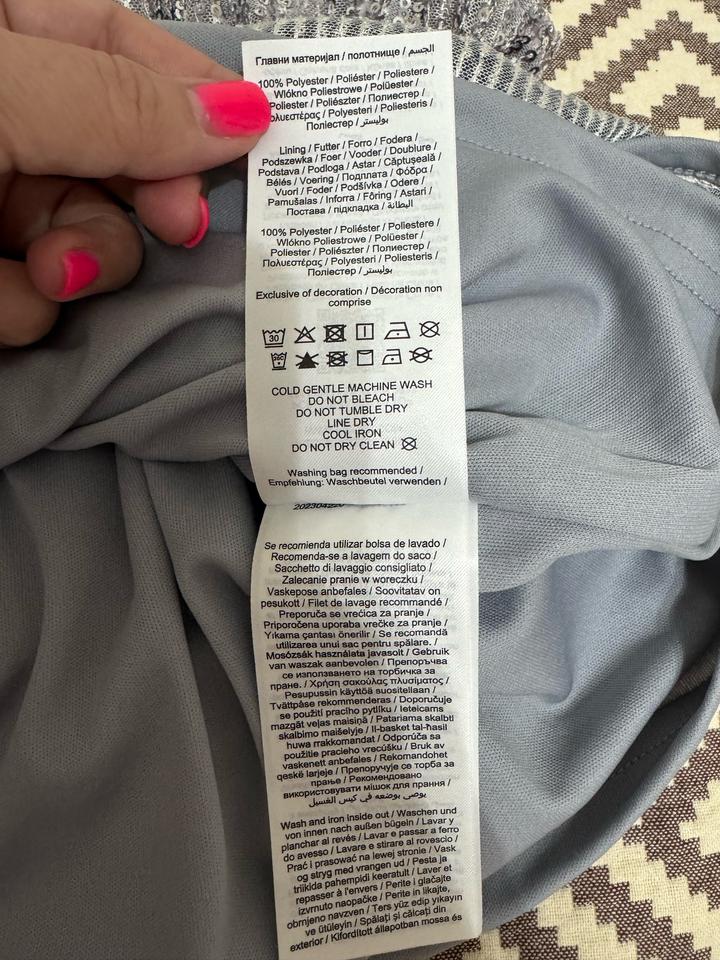 Главни материјал / полотнище / الجسم
100% Polyester / Poliéster / Poliestere /
Włókno Poliestrowe / Polüester /
Poliester / Poliészter / Полиестер /
Πολυεστέρας / Polyesteri / Poliesteris /
Поліестер / بوليستر
Lining / Futter / Forro / Fodera /
Podszewka / Foer / Vooder / Doublure /
Podstava / Podloga / Astar / Căptușeală /
Bélés / Voering / Подплата / Φόδρα /
Vuori / Foder / Podšívka / Odere /
Pamušalas / Inforra / Fôring / Astari /
Постава / підкладка / البطانة
100% Polyester / Poliéster / Poliestere /
Włókno Poliestrowe / Polüester /
Poliester / Poliészter / Полиестер /
Πολυεστέρας / Polyesteri / Poliesteris /
Поліестер / بوليستر
Exclusive of decoration / Décoration non
comprise
30
30
COLD GENTLE MACHINE WASH
DO NOT BLEACH
DO NOT TUMBLE DRY
LINE DRY
COOL IRON
DO NOT DRY CLEAN
Washing bag recommended /
Empfehlung: Waschbeutel verwenden /
Se recomienda utilizar bolsa de lavado /
Recomenda-se a lavagem do saco /
Sacchetto di lavaggio consigliato /
Zalecanie pranie w woreczku /
Vaskepose anbefales / Soovitatav on
pesukott / Filet de lavage recommandé /
Preporuča se vrećica za pranje /
Priporočena uporaba vrečke za pranje /
Yıkama çantası önerilir / Se recomandă
utilizarea unui sac pentru spălare. /
Mosózsák használata javasolt / Gebruik
van waszak aanbevolen / Препоръчва
се използването на торбичка за
пране. / Χρήση σακούλας πλυσίματος /
Pesupussin käyttöä suositellaan /
Tvättpåse rekommenderas / Doporučuje
se použití pracího pytlíku / Ieteicams
mazgāt veļas maisiņā / Patariama skalbti
skalbimo maišelyje / Il-basket tal-ħasil
huwa rrakkomandat / Odporúča sa
použitie pracieho vrecúšku / Bruk av
vaskenett anbefales / Rekomandohet
qeskë larjeje / Препоручује се торба за
прање / Рекомендовано
використовувати мішок для прання /
يوصى بوضعه في كيس الغسيل
Wash and iron inside out / Waschen und
von innen nach außen bügeln / Lavar y
planchar al revés / Lavar e passar a ferro
do avesso / Lavare e stirare al rovescio /
Prać i prasować na lewej stronie / Vask
og stryg med vrangen ud / Pesta ja
triikida pahempidi keeratult / Laver et
repasser à l'envers / Perite i glačajte
izvrnuto naopačke / Perite in likajte,
obrnjeno navzven / Ters yüz edip yıkayın
ve ütüleyin / Spălați și călcați din
exterior / Kifordított állapotban mossa és